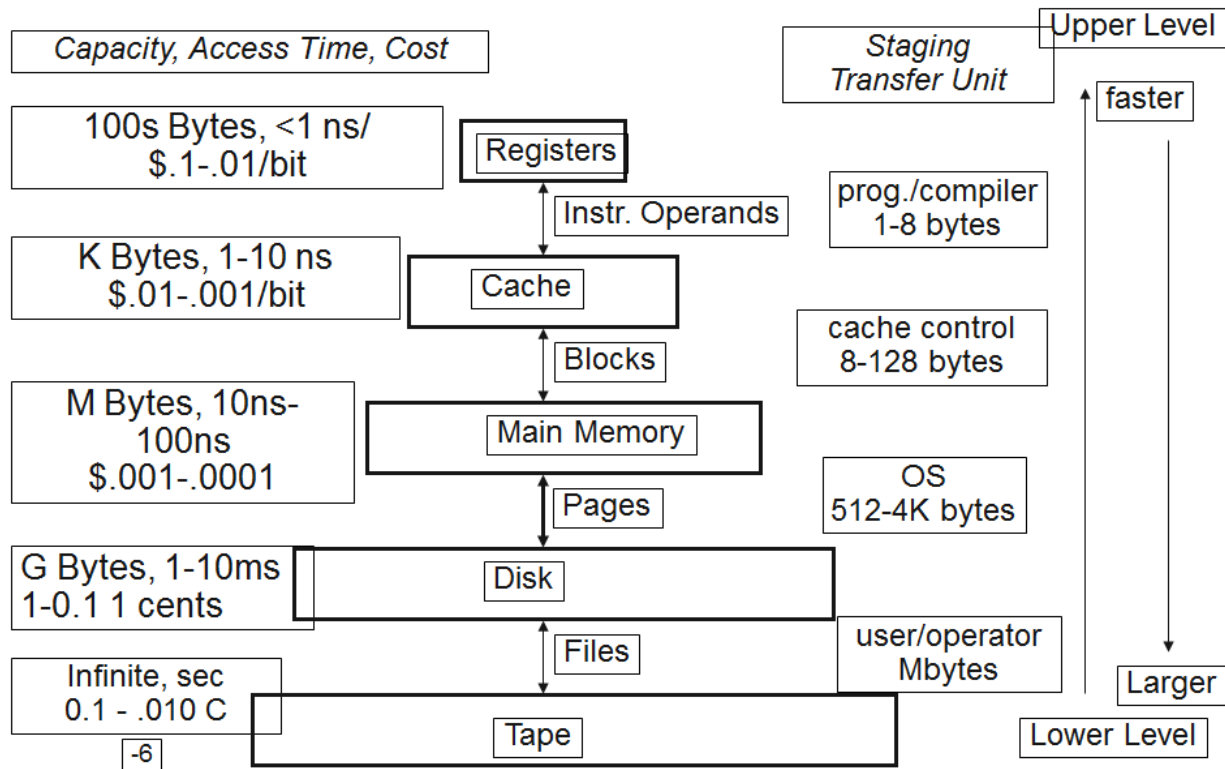 Upper Level
Capacity, Access Time, Cost
Staging
Transfer Unit
faster
100s Bytes, <1 ns/
$.1-.01/bit
Registers
Instr. Operands
prog./compiler
1-8 bytes
K Bytes, 1-10 ns
$.01-.001/bit
Cache
Blocks
cache control
8-128 bytes
M Bytes, 10ns-
100ns
$.001-.0001
Main Memory
Pages
OS
512-4K bytes
G Bytes, 1-10ms
1-0.1 1 cents
Disk
Files
user/operator
Mbytes
Infinite, sec
0.1 - .010 C
Larger
Tape
Lower Level
-6